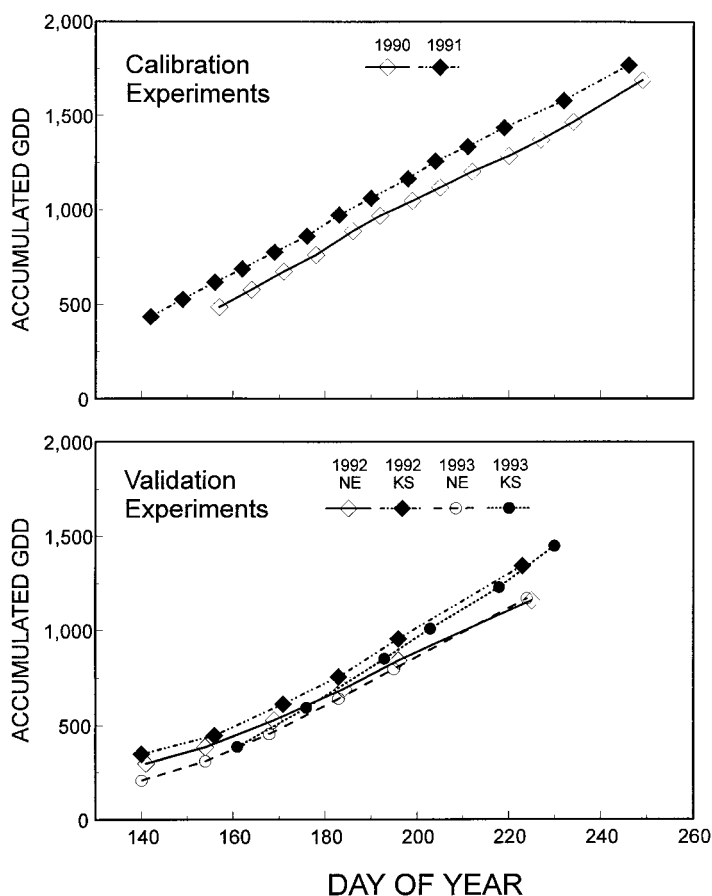 2,000
1,500
1,000
500
0
ACCUMULATED GDD
Calibration
Experiments
1990 1991
2,000
1,500
1,000
500
0
ACCUMULATED GDD
Validation
Experiments
1992 1992 1993 1993
NE KS NE KS
140 160 180 200 220 240 260
DAY OF YEAR